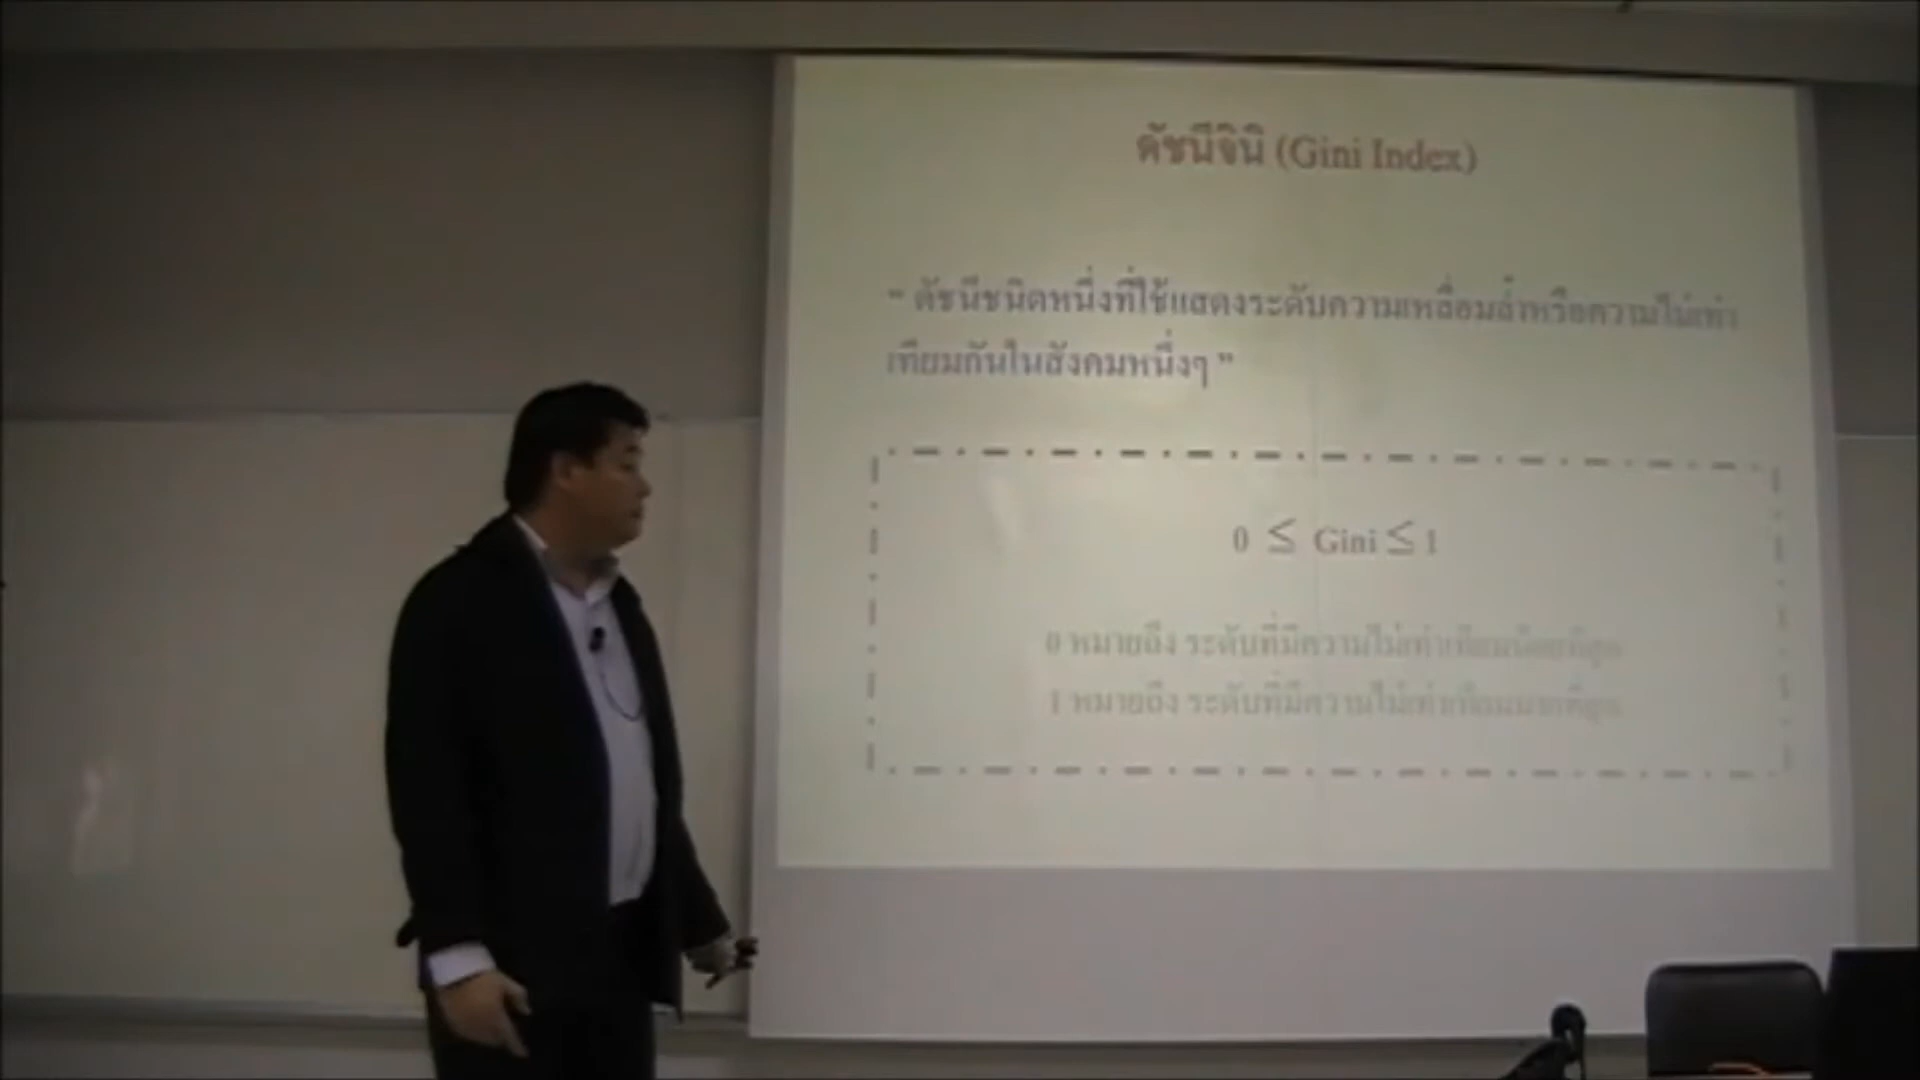 ดัชนีจินี (Gini Index)
“ ดัชนีชนิดหนึ่งที่ใช้แสดงระดับความเหลื่อมล้ำหรือความไม่เท่า
เทียมกันในสังคมหนึ่งๆ ”
0 ≤ Gini ≤ 1
0 หมายถึง ระดับที่มีความไม่เท่าเทียมน้อยที่สุด
1 หมายถึง ระดับที่มีความไม่เท่าเทียมมากที่สุด